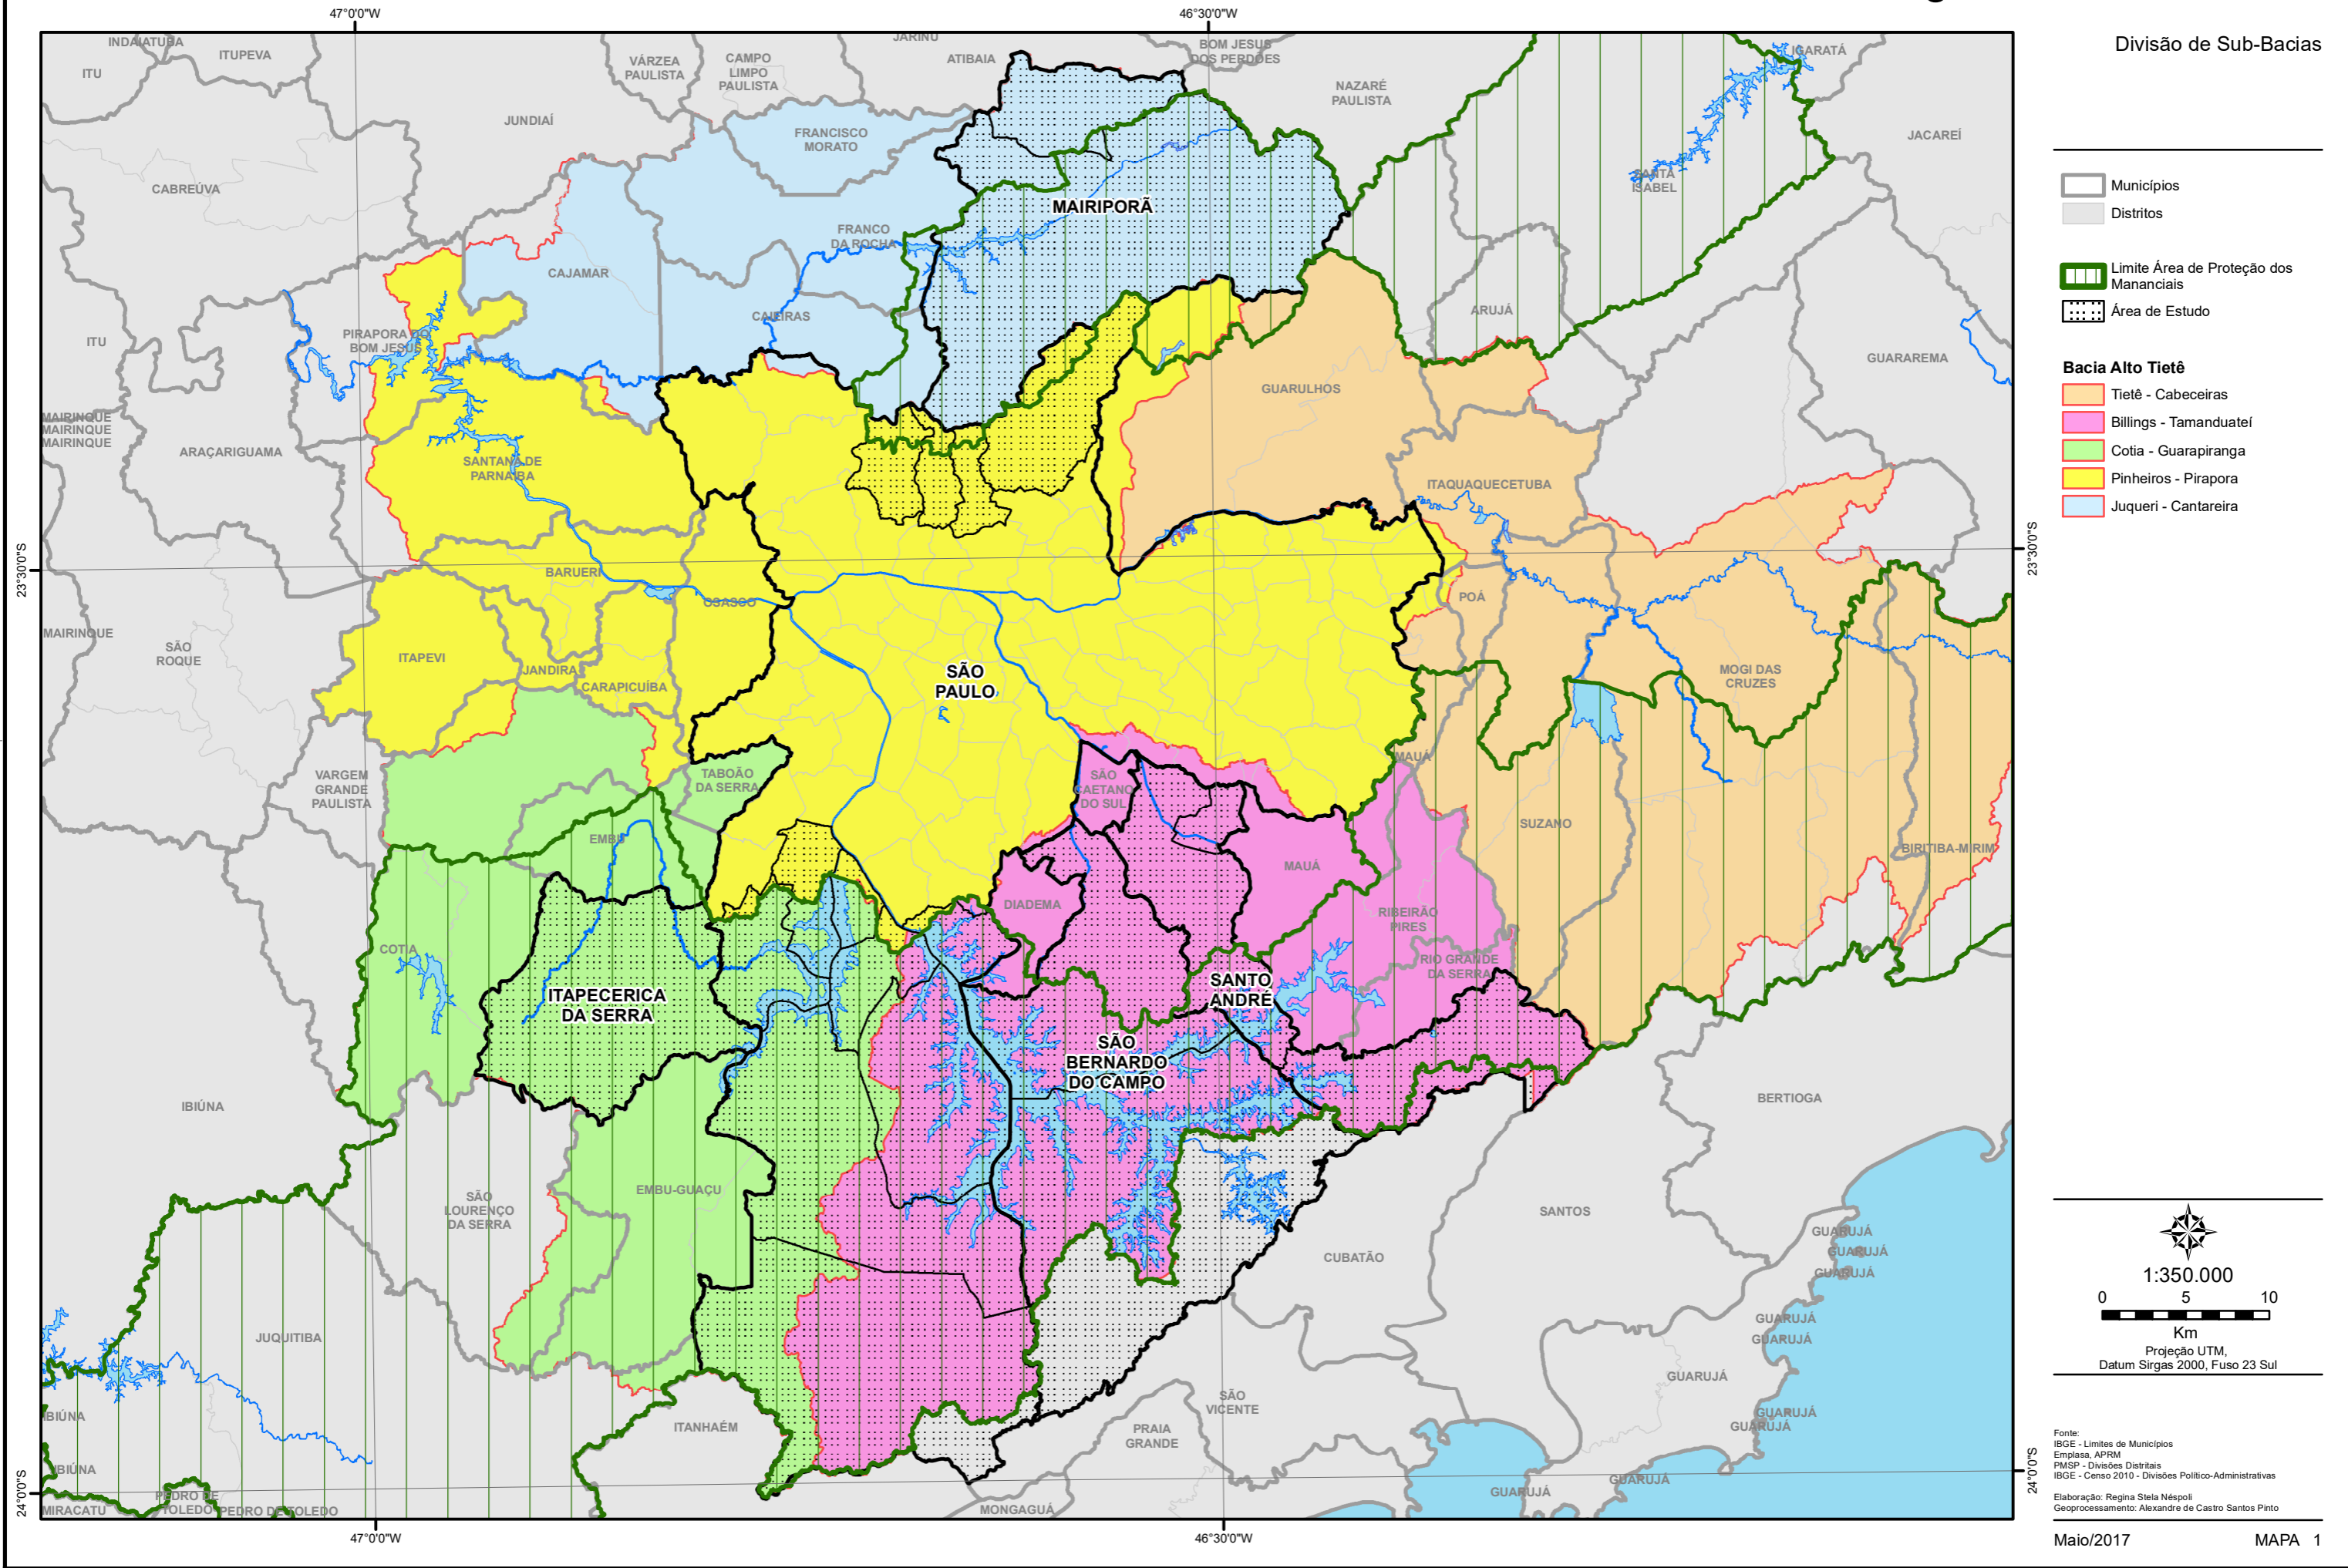 47°0'0"W
46°30'0"W
Divisão de Sub-Bacias
INDAIATUBA
ITUPEVA
ITU
VÁRZEA
PAULISTA
CAMPO
LIMPO
PAULISTA
JARINU
ATIBAIA
BOM JESUS
DOS PERDÕES
NAZARÉ
PAULISTA
IGARATÁ
JUNDIAÍ
FRANCISCO
MORATO
JACAREÍ
CABREÚVA
SANTA
ISABEL
MAIRIPORÃ
FRANCO
DA ROCHA
CAJAMAR
CAIEIRAS
ARUJÁ
PIRAPORA DO
BOM JESUS
ITU
GUARAREMA
GUARULHOS
MAIRINQUE
MAIRINQUE
MAIRINQUE
ARAÇARIGUAMA
SANTANA DE
PARNAÍBA
ITAQUAQUECETUBA
23°30'0"S
23°30'0"S
BARUERI
OSASCO
POÁ
MAIRINQUE
SÃO
ROQUE
ITAPEVI
JANDIRA
CARAPICUÍBA
SÃO
PAULO
MOGI DAS
CRUZES
VARGEM
GRANDE
PAULISTA
TABOÃO
DA SERRA
SÃO
CAETANO
DO SUL
MAUÁ
SUZANO
EMBU
MAUÁ
BIRITIBA-MIRIM
DIADEMA
RIBEIRÃO
PIRES
COTIA
RIO GRANDE
DA SERRA
ITAPECERICA
DA SERRA
SANTO
ANDRÉ
SÃO
BERNARDO
DO CAMPO
IBIÚNA
BERTIOGA
EMBU-GUAÇU
SÃO
LOURENÇO
DA SERRA
SANTOS
CUBATÃO
GUARUJÁ
GUARUJÁ
GUARUJÁ
GUARUJÁ
GUARUJÁ
JUQUITIBA
GUARUJÁ
SÃO
VICENTE
GUARUJÁ
GUARUJÁ
IBIÚNA
ITANHAÉM
PRAIA
GRANDE
IBIÚNA
GUARUJÁ
GUARUJÁ
24°0'0"S
24°0'0"S
MIRACATU
PEDRO DE
TOLEDO
PEDRO DE TOLEDO
MONGAGUÁ
47°0'0"W
46°30'0"W
Municípios
Distritos
Limite Área de Proteção dos
Mananciais
Área de Estudo
Bacia Alto Tietê
Tietê - Cabeceiras
Billings - Tamanduateí
Cotia - Guarapiranga
Pinheiros - Pirapora
Juqueri - Cantareira
1:350.000
0 5 10
Km
Projeção UTM,
Datum Sirgas 2000, Fuso 23 Sul
Fonte:
IBGE - Limites de Municípios
Emplasa, APRM
PMSP - Divisões Distritais
IBGE - Censo 2010 - Divisões Político-Administrativas
Elaboração: Regina Stela Néspoli
Geoprocessamento: Alexandre de Castro Santos Pinto
Maio/2017 MAPA 1